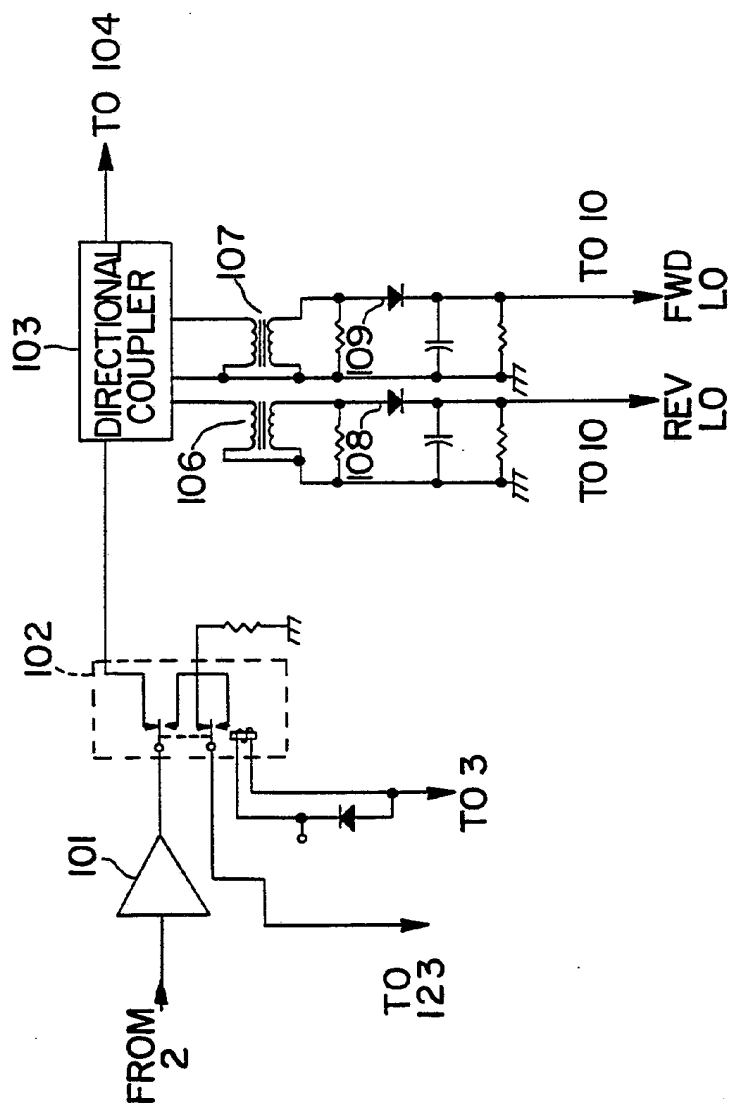 FROM
2
101
102
103
DIRECTIONAL
COUPLER
TO 104
106
107
108
109
TO 123
TO 3
TO 10
REV
LO
TO 10
FWD
LO